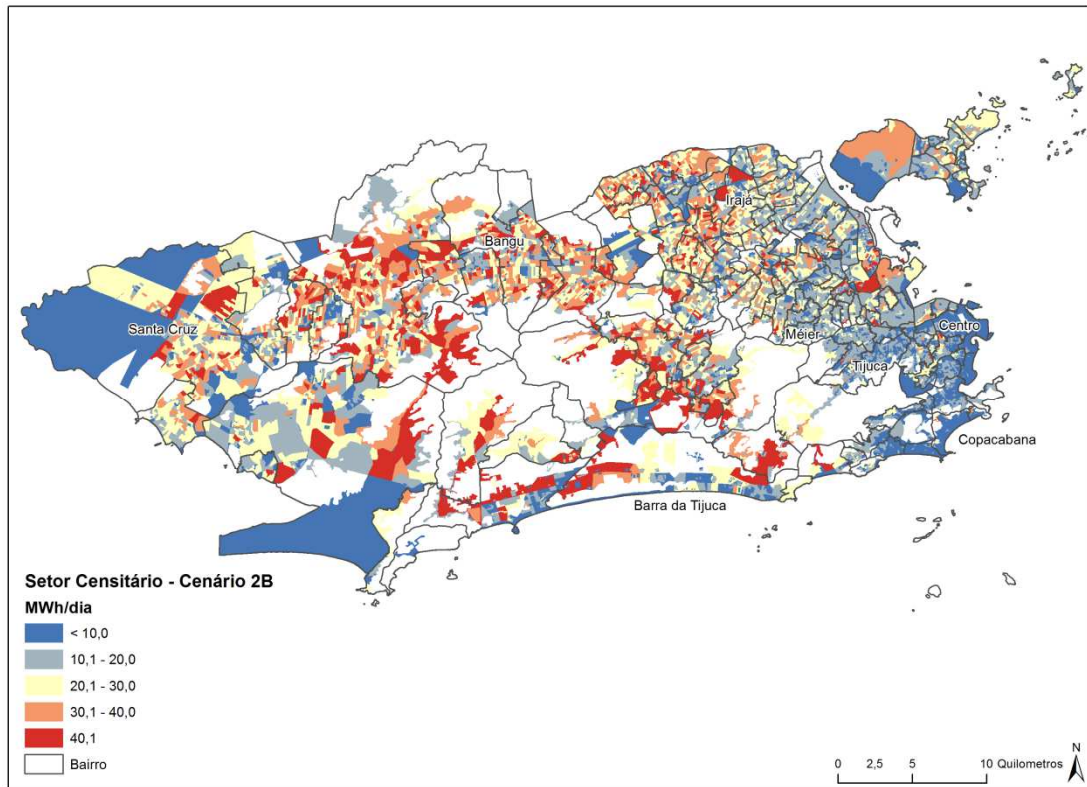 Irajá
Bangu
Santa Cruz
Méier
Centro
Tijuca
Copacabana
Barra da Tijuca
Setor Censitário - Cenário 2B
MWh/dia
< 10,0
10,1 - 20,0
20,1 - 30,0
30,1 - 40,0
40,1
Bairro
N
0 2,5 5 10 Quilometros